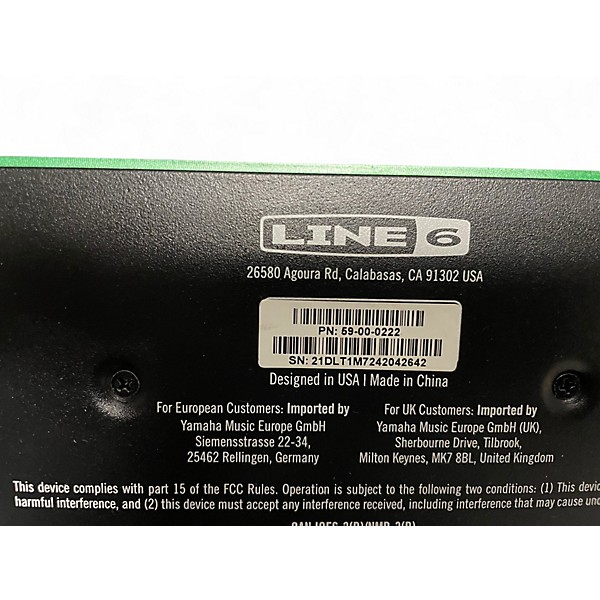 LINE 6
26580 Agoura Rd, Calabasas, CA 91302 USA
PN: 59-00-0222
SN: 21DLT1M7242042642
Designed in USA | Made in China
For European Customers: Imported by
Yamaha Music Europe GmbH
Siemensstrasse 22-34,
25462 Rellingen, Germany
For UK Customers: Imported by
Yamaha Music Europe GmbH (UK),
Sherbourne Drive, Tilbrook,
Milton Keynes, MK7 8BL, United Kingdom
This device complies with part 15 of the FCC Rules. Operation is subject to the following two conditions: (1) This devic
harmful interference, and (2) this device must accept any interference received, including interference that may cause und